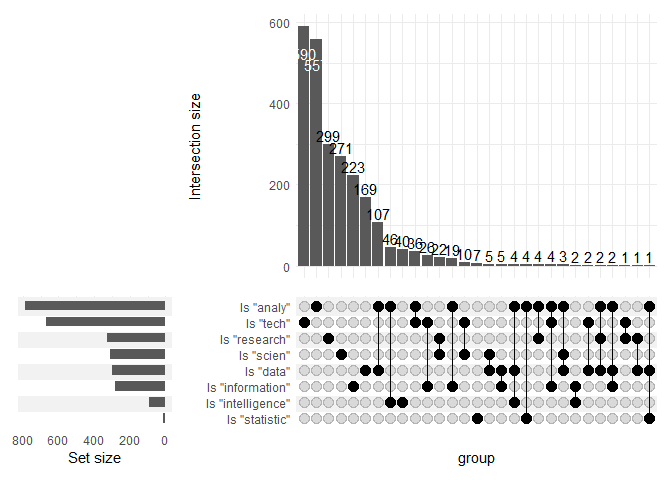 600
400
200
0
Intersection size
590
299
271
223
169
107
46
40
36
22
19
10
7
5
5
4
4
4
4
3
2
2
2
2
1
1
1
Is "analy"
Is "tech"
Is "research"
Is "scien"
Is "data"
Is "information"
Is "intelligence"
Is "statistic"
800 600 400 200 0
Set size
group